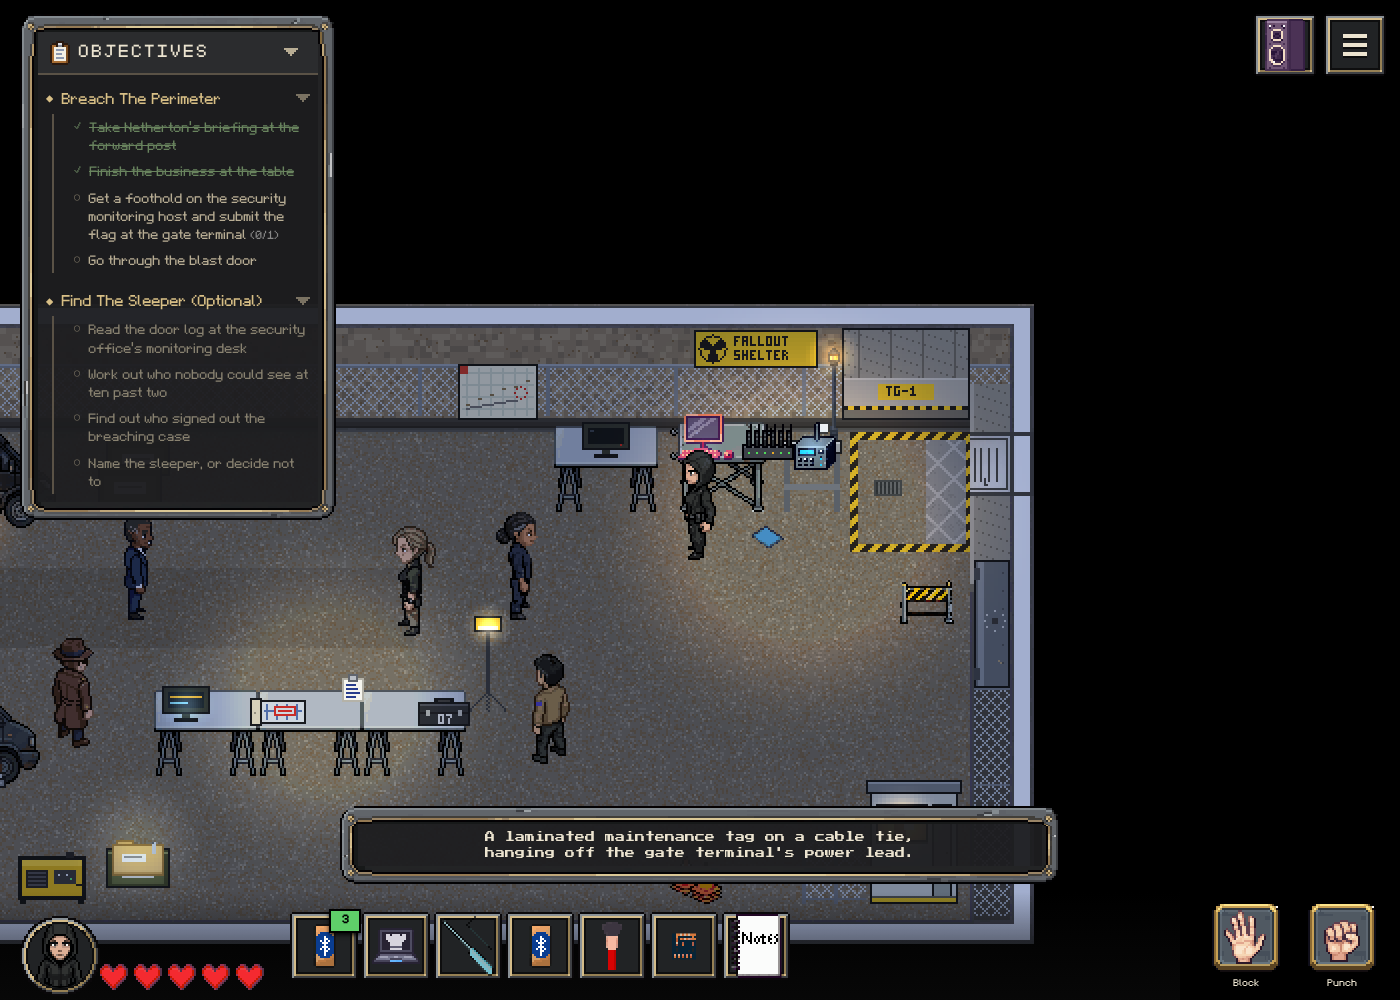 OBJECTIVES
Breach The Perimeter
Take Netherton's briefing at the
forward post
Finish the business at the table
Get a foothold on the security
monitoring host and submit the
flag at the gate terminal (0/1)
Go through the blast door
Find The Sleeper (Optional)
Read the door log at the security
office's monitoring desk
Work out who nobody could see at
ten past two
Find out who signed out the
breaching case
Name the sleeper, or decide not
to
FALLOUT
SHELTER
TG-1
07
A laminated maintenance tag on a cable tie,
hanging off the gate terminal's power lead.
3
Notes
Block
Punch